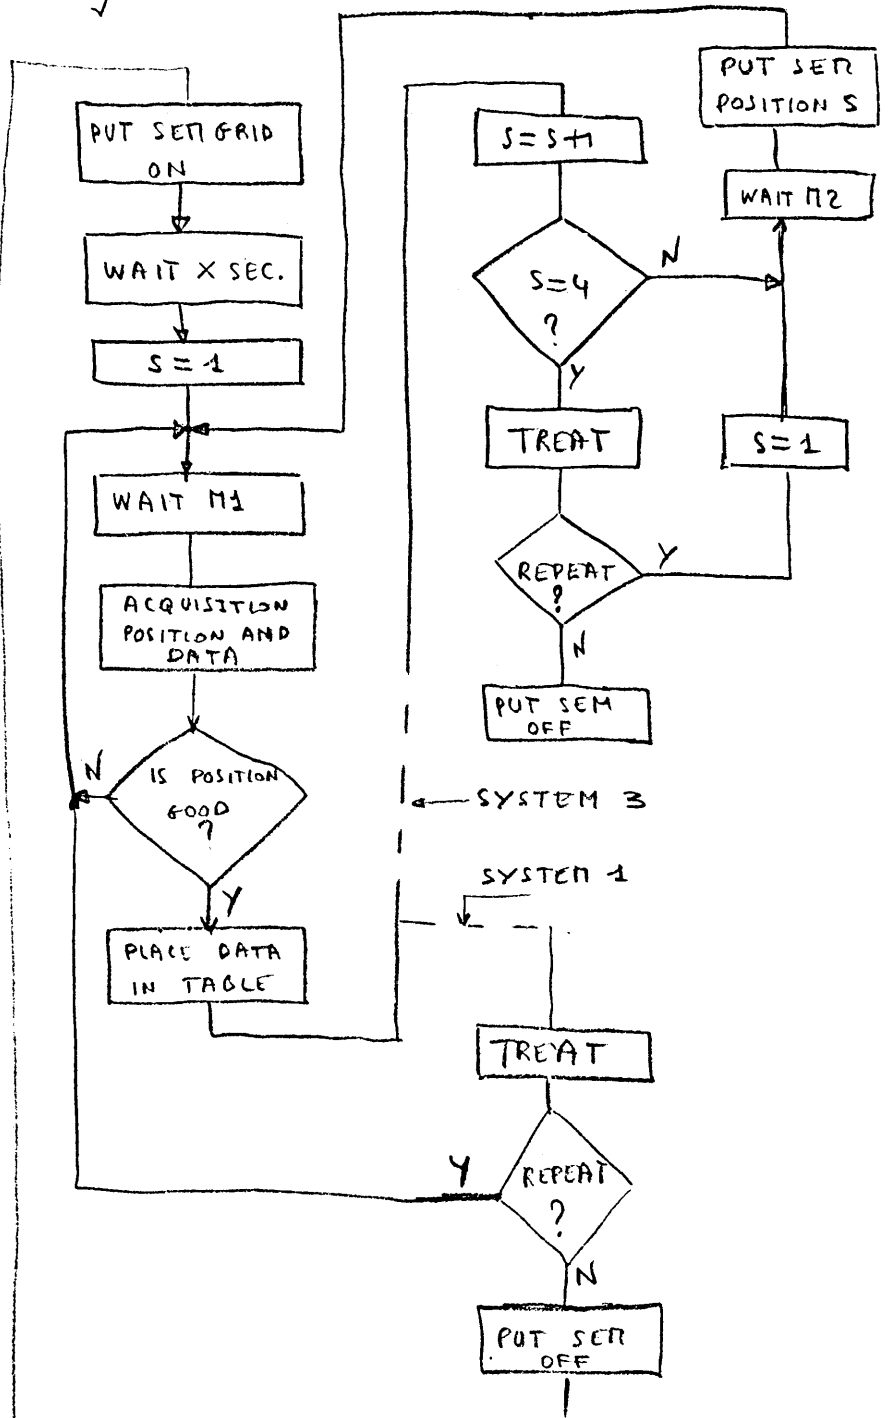 PUT SEM GRID
ON
WAIT X SEC.
S = 1
WAIT M1
ACQUISITION
POSITION AND
DATA
IS POSITION
GOOD
?
N
Y
PLACE DATA
IN TABLE
S = S+1
S=4
?
N
Y
TREAT
REPEAT
?
Y
N
PUT SEM
OFF
PUT SEM
POSITION S
WAIT M2
S=1
SYSTEM 3
SYSTEM 1
TREAT
REPEAT
?
Y
N
PUT SEM
OFF